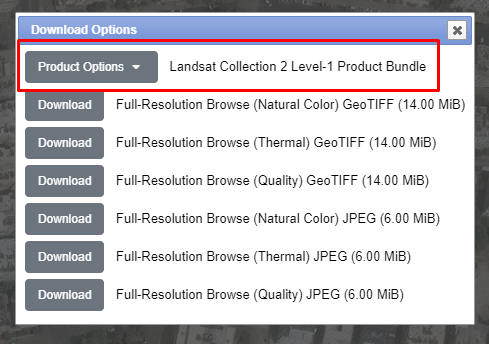 Download Options
Product Options Landsat Collection 2 Level-1 Product Bundle
Download Full-Resolution Browse (Natural Color) GeoTIFF (14.00 MiB)
Download Full-Resolution Browse (Thermal) GeoTIFF (14.00 MiB)
Download Full-Resolution Browse (Quality) GeoTIFF (14.00 MiB)
Download Full-Resolution Browse (Natural Color) JPEG (6.00 MiB)
Download Full-Resolution Browse (Thermal) JPEG (6.00 MiB)
Download Full-Resolution Browse (Quality) JPEG (6.00 MiB)